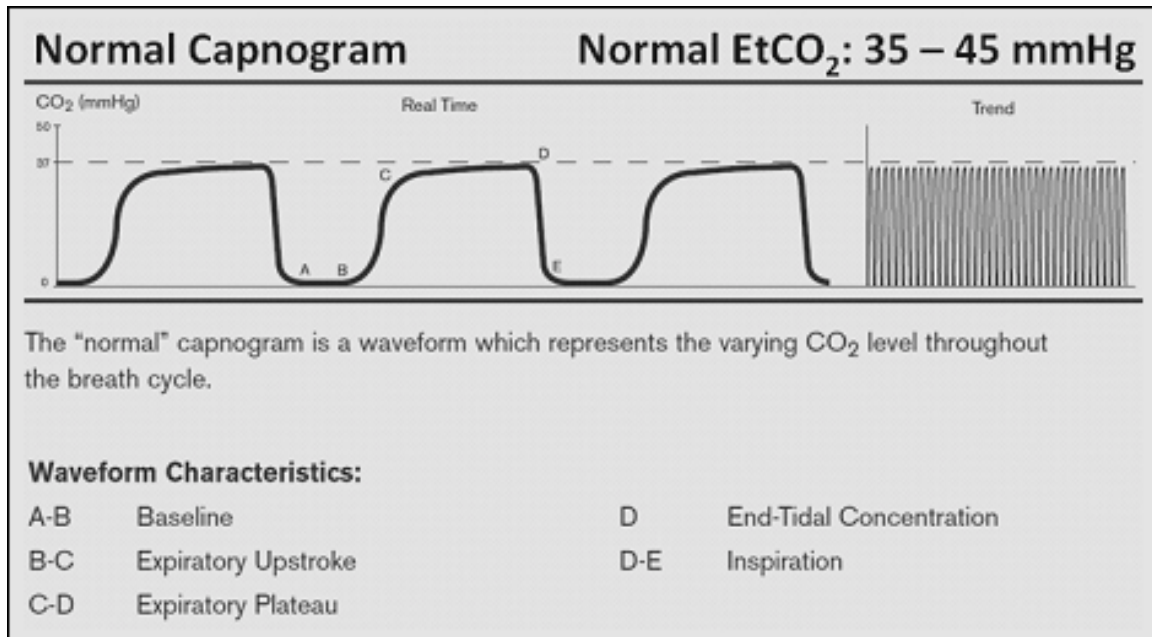 Normal Capnogram
Normal EtCO₂: 35 – 45 mmHg
CO₂ (mmHg)
Real Time
Trend
50
37
0
A
B
C
D
E
The “normal” capnogram is a waveform which represents the varying CO₂ level throughout
the breath cycle.
Waveform Characteristics:
A-B Baseline
D End-Tidal Concentration
B-C Expiratory Upstroke
D-E Inspiration
C-D Expiratory Plateau